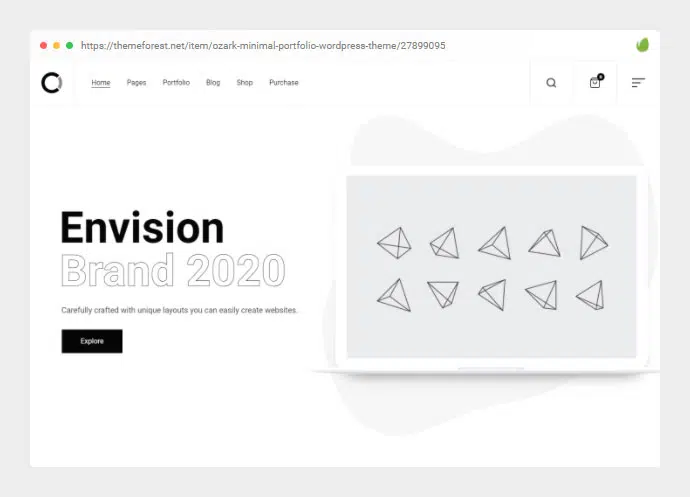 https://themeforest.net/item/ozark-minimal-portfolio-wordpress-theme/27899095
Home Pages Portfolio Blog Shop Purchase
0
Envision
Brand 2020
Carefully crafted with unique layouts you can easily create websites.
Explore